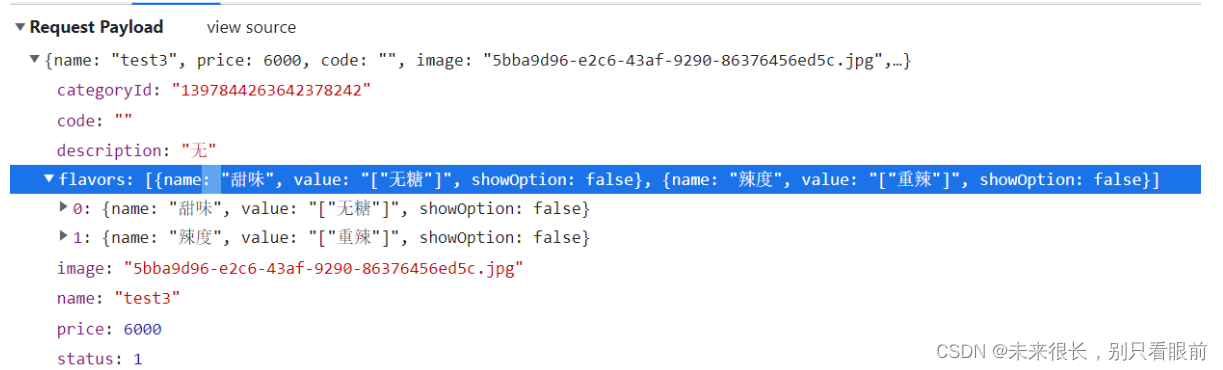 Request Payload view source
{name: "test3", price: 6000, code: "", image: "5bba9d96-e2c6-43af-9290-86376456ed5c.jpg",…}
categoryId: "1397844263642378242"
code: ""
description: "无"
flavors: [{name: "甜味", value: "["无糖"]", showOption: false}, {name: "辣度", value: "["重辣"]", showOption: false}]
0: {name: "甜味", value: "["无糖"]", showOption: false}
1: {name: "辣度", value: "["重辣"]", showOption: false}
image: "5bba9d96-e2c6-43af-9290-86376456ed5c.jpg"
name: "test3"
price: 6000
status: 1
CSDN @未来很长，别只看眼前